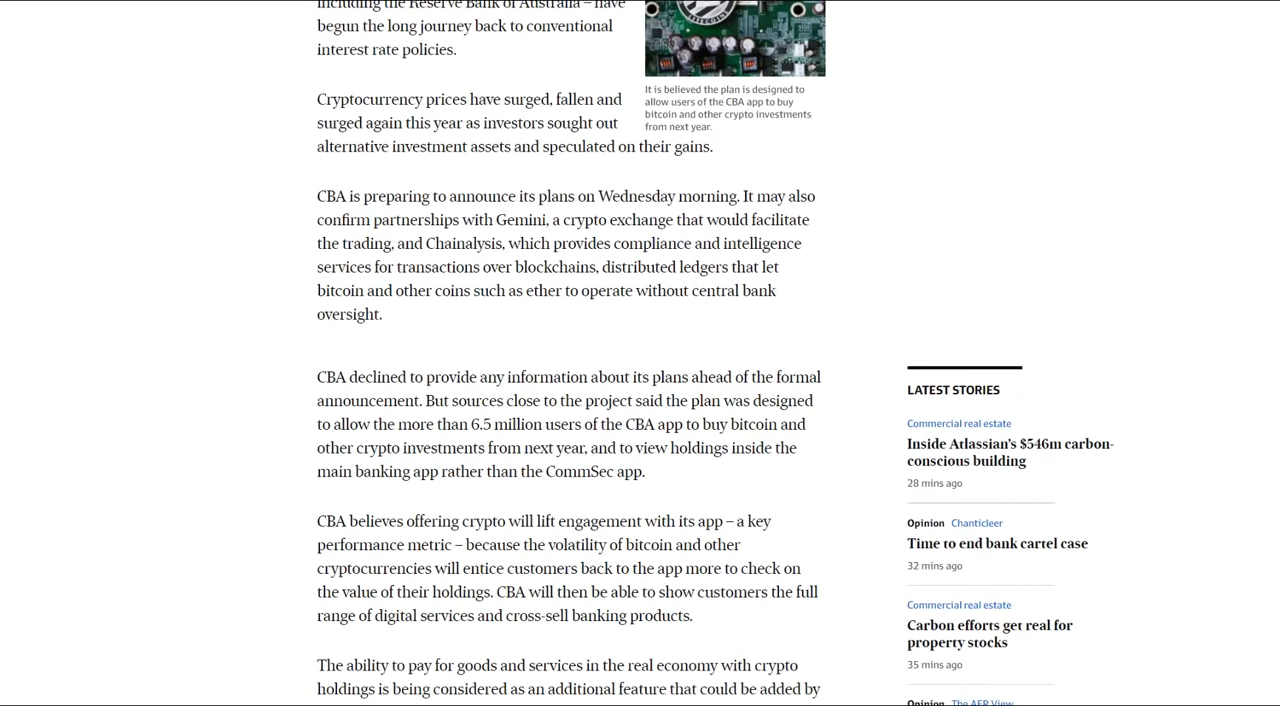 including the Reserve Bank of Australia – have
begun the long journey back to conventional
interest rate policies.
LITECOIN
It is believed the plan is designed to
allow users of the CBA app to buy
bitcoin and other crypto investments
from next year.
Cryptocurrency prices have surged, fallen and
surged again this year as investors sought out
alternative investment assets and speculated on their gains.
CBA is preparing to announce its plans on Wednesday morning. It may also
confirm partnerships with Gemini, a crypto exchange that would facilitate
the trading, and Chainalysis, which provides compliance and intelligence
services for transactions over blockchains, distributed ledgers that let
bitcoin and other coins such as ether to operate without central bank
oversight.
CBA declined to provide any information about its plans ahead of the formal
announcement. But sources close to the project said the plan was designed
to allow the more than 6.5 million users of the CBA app to buy bitcoin and
other crypto investments from next year, and to view holdings inside the
main banking app rather than the CommSec app.
CBA believes offering crypto will lift engagement with its app – a key
performance metric – because the volatility of bitcoin and other
cryptocurrencies will entice customers back to the app more to check on
the value of their holdings. CBA will then be able to show customers the full
range of digital services and cross-sell banking products.
The ability to pay for goods and services in the real economy with crypto
holdings is being considered as an additional feature that could be added by
LATEST STORIES
Commercial real estate
Inside Atlassian's $546m carbon-
conscious building
28 mins ago
Opinion Chanticleer
Time to end bank cartel case
32 mins ago
Commercial real estate
Carbon efforts get real for
property stocks
35 mins ago
Opinion The AFR View